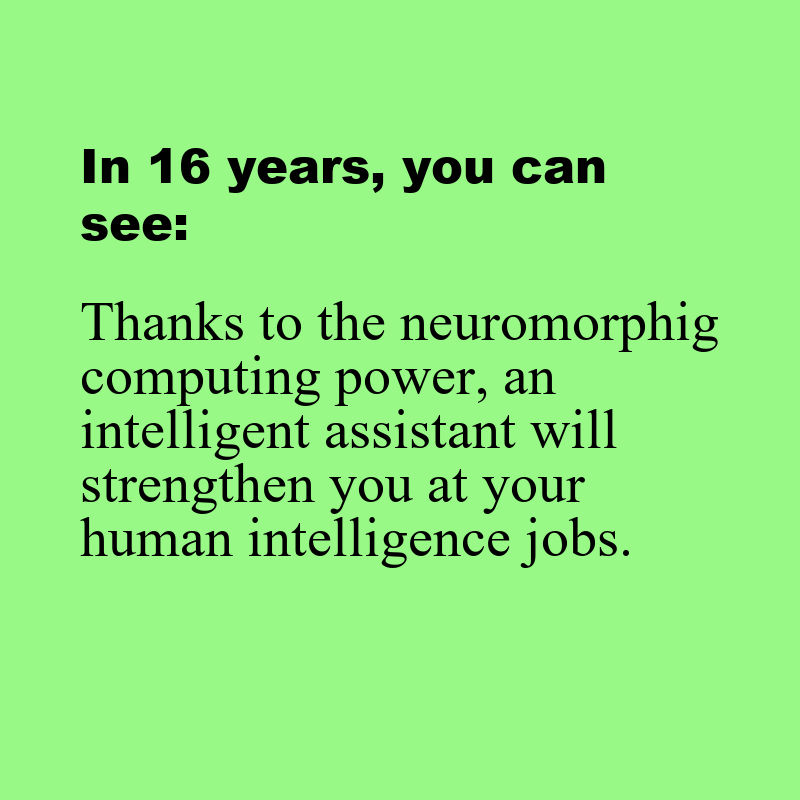 In 16 years, you can
see:
Thanks to the neuromorphig
computing power, an
intelligent assistant will
strengthen you at your
human intelligence jobs.